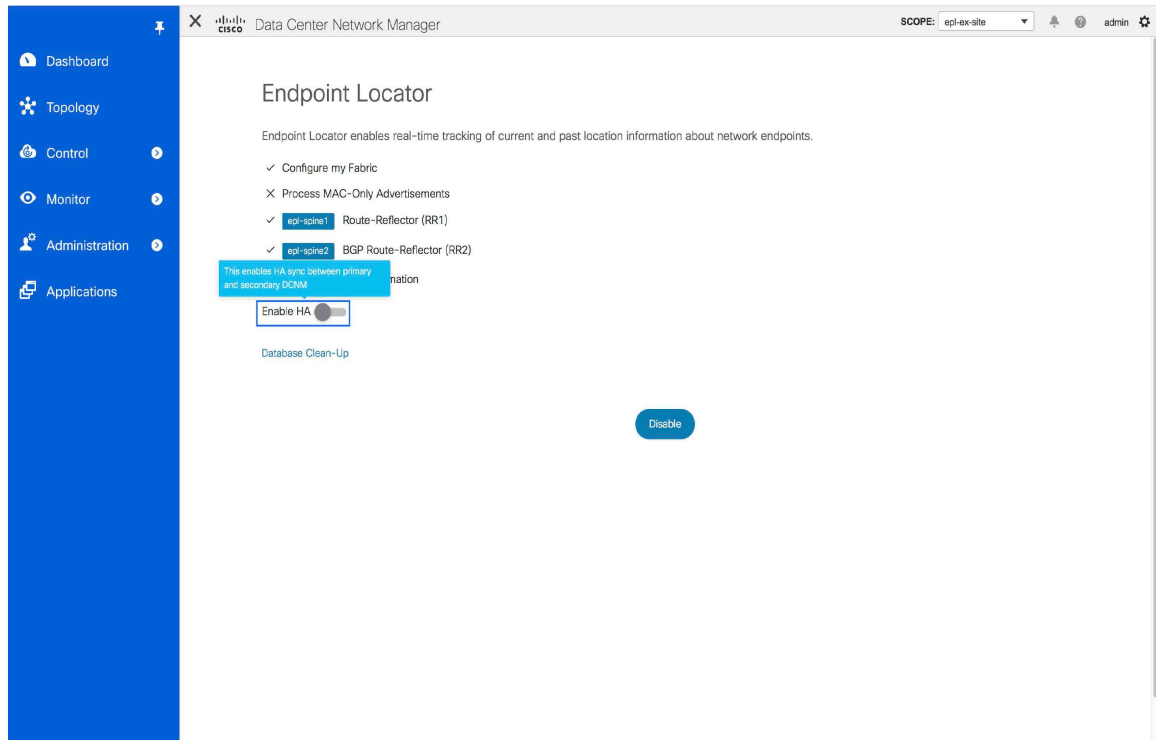 CISCO Data Center Network Manager
SCOPE: epl-ex-site
admin
Dashboard
Topology
Control
Monitor
Administration
Applications
Endpoint Locator
Endpoint Locator enables real-time tracking of current and past location information about network endpoints.
Configure my Fabric
Process MAC-Only Advertisements
epl-spine1 Route-Reflector (RR1)
epl-spine2 BGP Route-Reflector (RR2)
This enables HA sync between primary
and secondary DCNM
Enable HA
Database Clean-Up
Disable